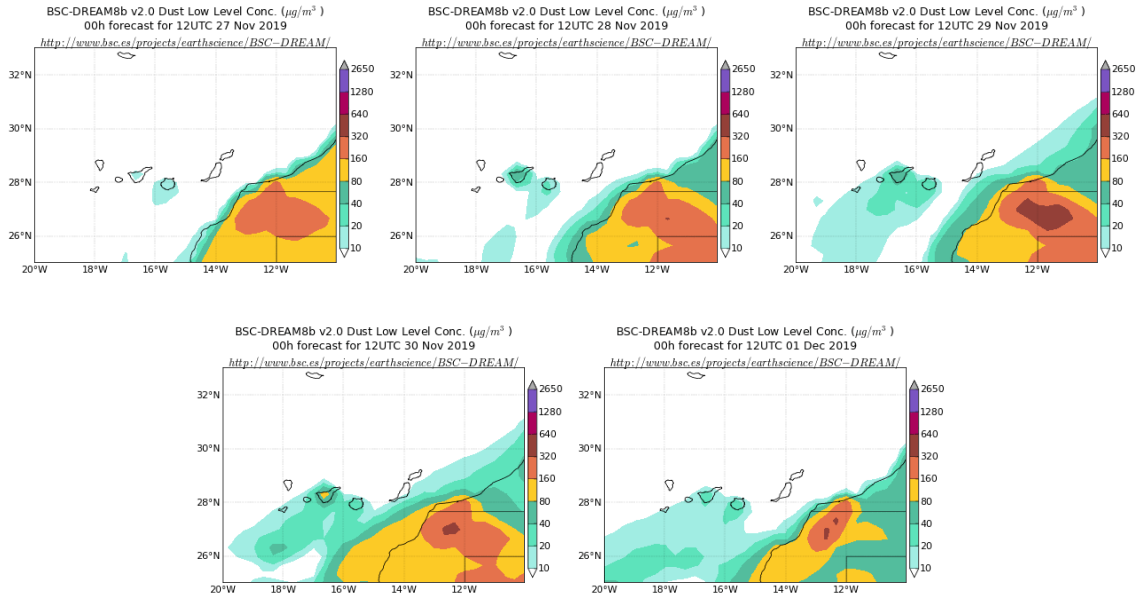 BSC-DREAM8b v2.0 Dust Low Level Conc. (μg/m³ )
00h forecast for 12UTC 27 Nov 2019
http://www.bsc.es/projects/earthscience/BSC−DREAM/
32°N
30°N
28°N
26°N
20°W 18°W 16°W 14°W 12°W
2650
1280
640
320
160
80
40
20
10
BSC-DREAM8b v2.0 Dust Low Level Conc. (μg/m³ )
00h forecast for 12UTC 28 Nov 2019
http://www.bsc.es/projects/earthscience/BSC−DREAM/
32°N
30°N
28°N
26°N
20°W 18°W 16°W 14°W 12°W
2650
1280
640
320
160
80
40
20
10
BSC-DREAM8b v2.0 Dust Low Level Conc. (μg/m³ )
00h forecast for 12UTC 29 Nov 2019
http://www.bsc.es/projects/earthscience/BSC−DREAM/
32°N
30°N
28°N
26°N
20°W 18°W 16°W 14°W 12°W
2650
1280
640
320
160
80
40
20
10
BSC-DREAM8b v2.0 Dust Low Level Conc. (μg/m³ )
00h forecast for 12UTC 30 Nov 2019
http://www.bsc.es/projects/earthscience/BSC−DREAM/
32°N
30°N
28°N
26°N
20°W 18°W 16°W 14°W 12°W
2650
1280
640
320
160
80
40
20
10
BSC-DREAM8b v2.0 Dust Low Level Conc. (μg/m³ )
00h forecast for 12UTC 01 Dec 2019
http://www.bsc.es/projects/earthscience/BSC−DREAM/
32°N
30°N
28°N
26°N
20°W 18°W 16°W 14°W 12°W
2650
1280
640
320
160
80
40
20
10